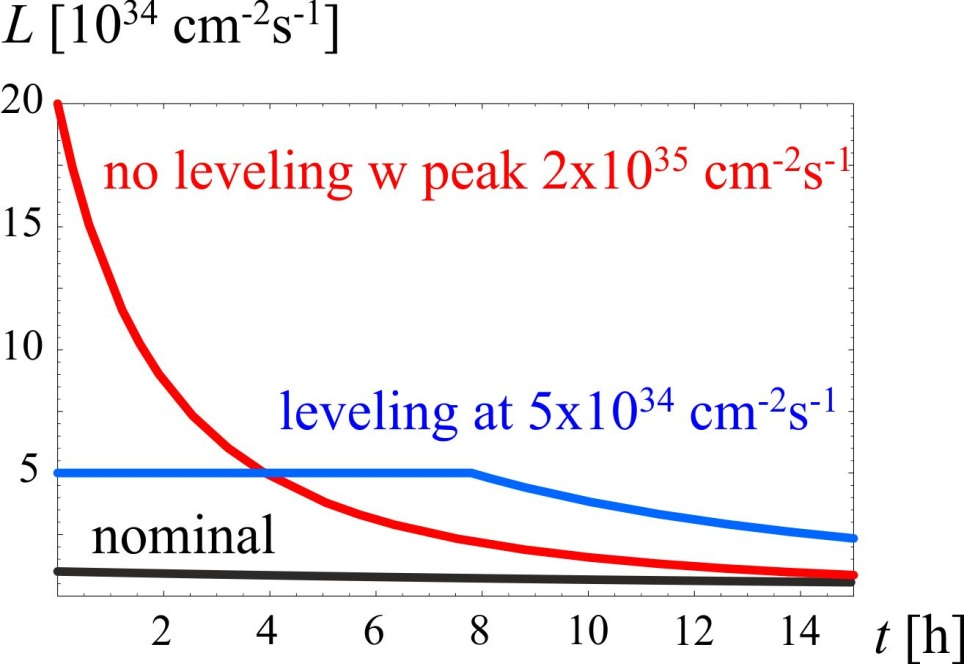 L [10³⁴ cm⁻²s⁻¹]
20
no leveling w peak 2x10³⁵ cm⁻²s⁻¹
15
10
leveling at 5x10³⁴ cm⁻²s⁻¹
5
nominal
2 4 6 8 10 12 14 t [h]